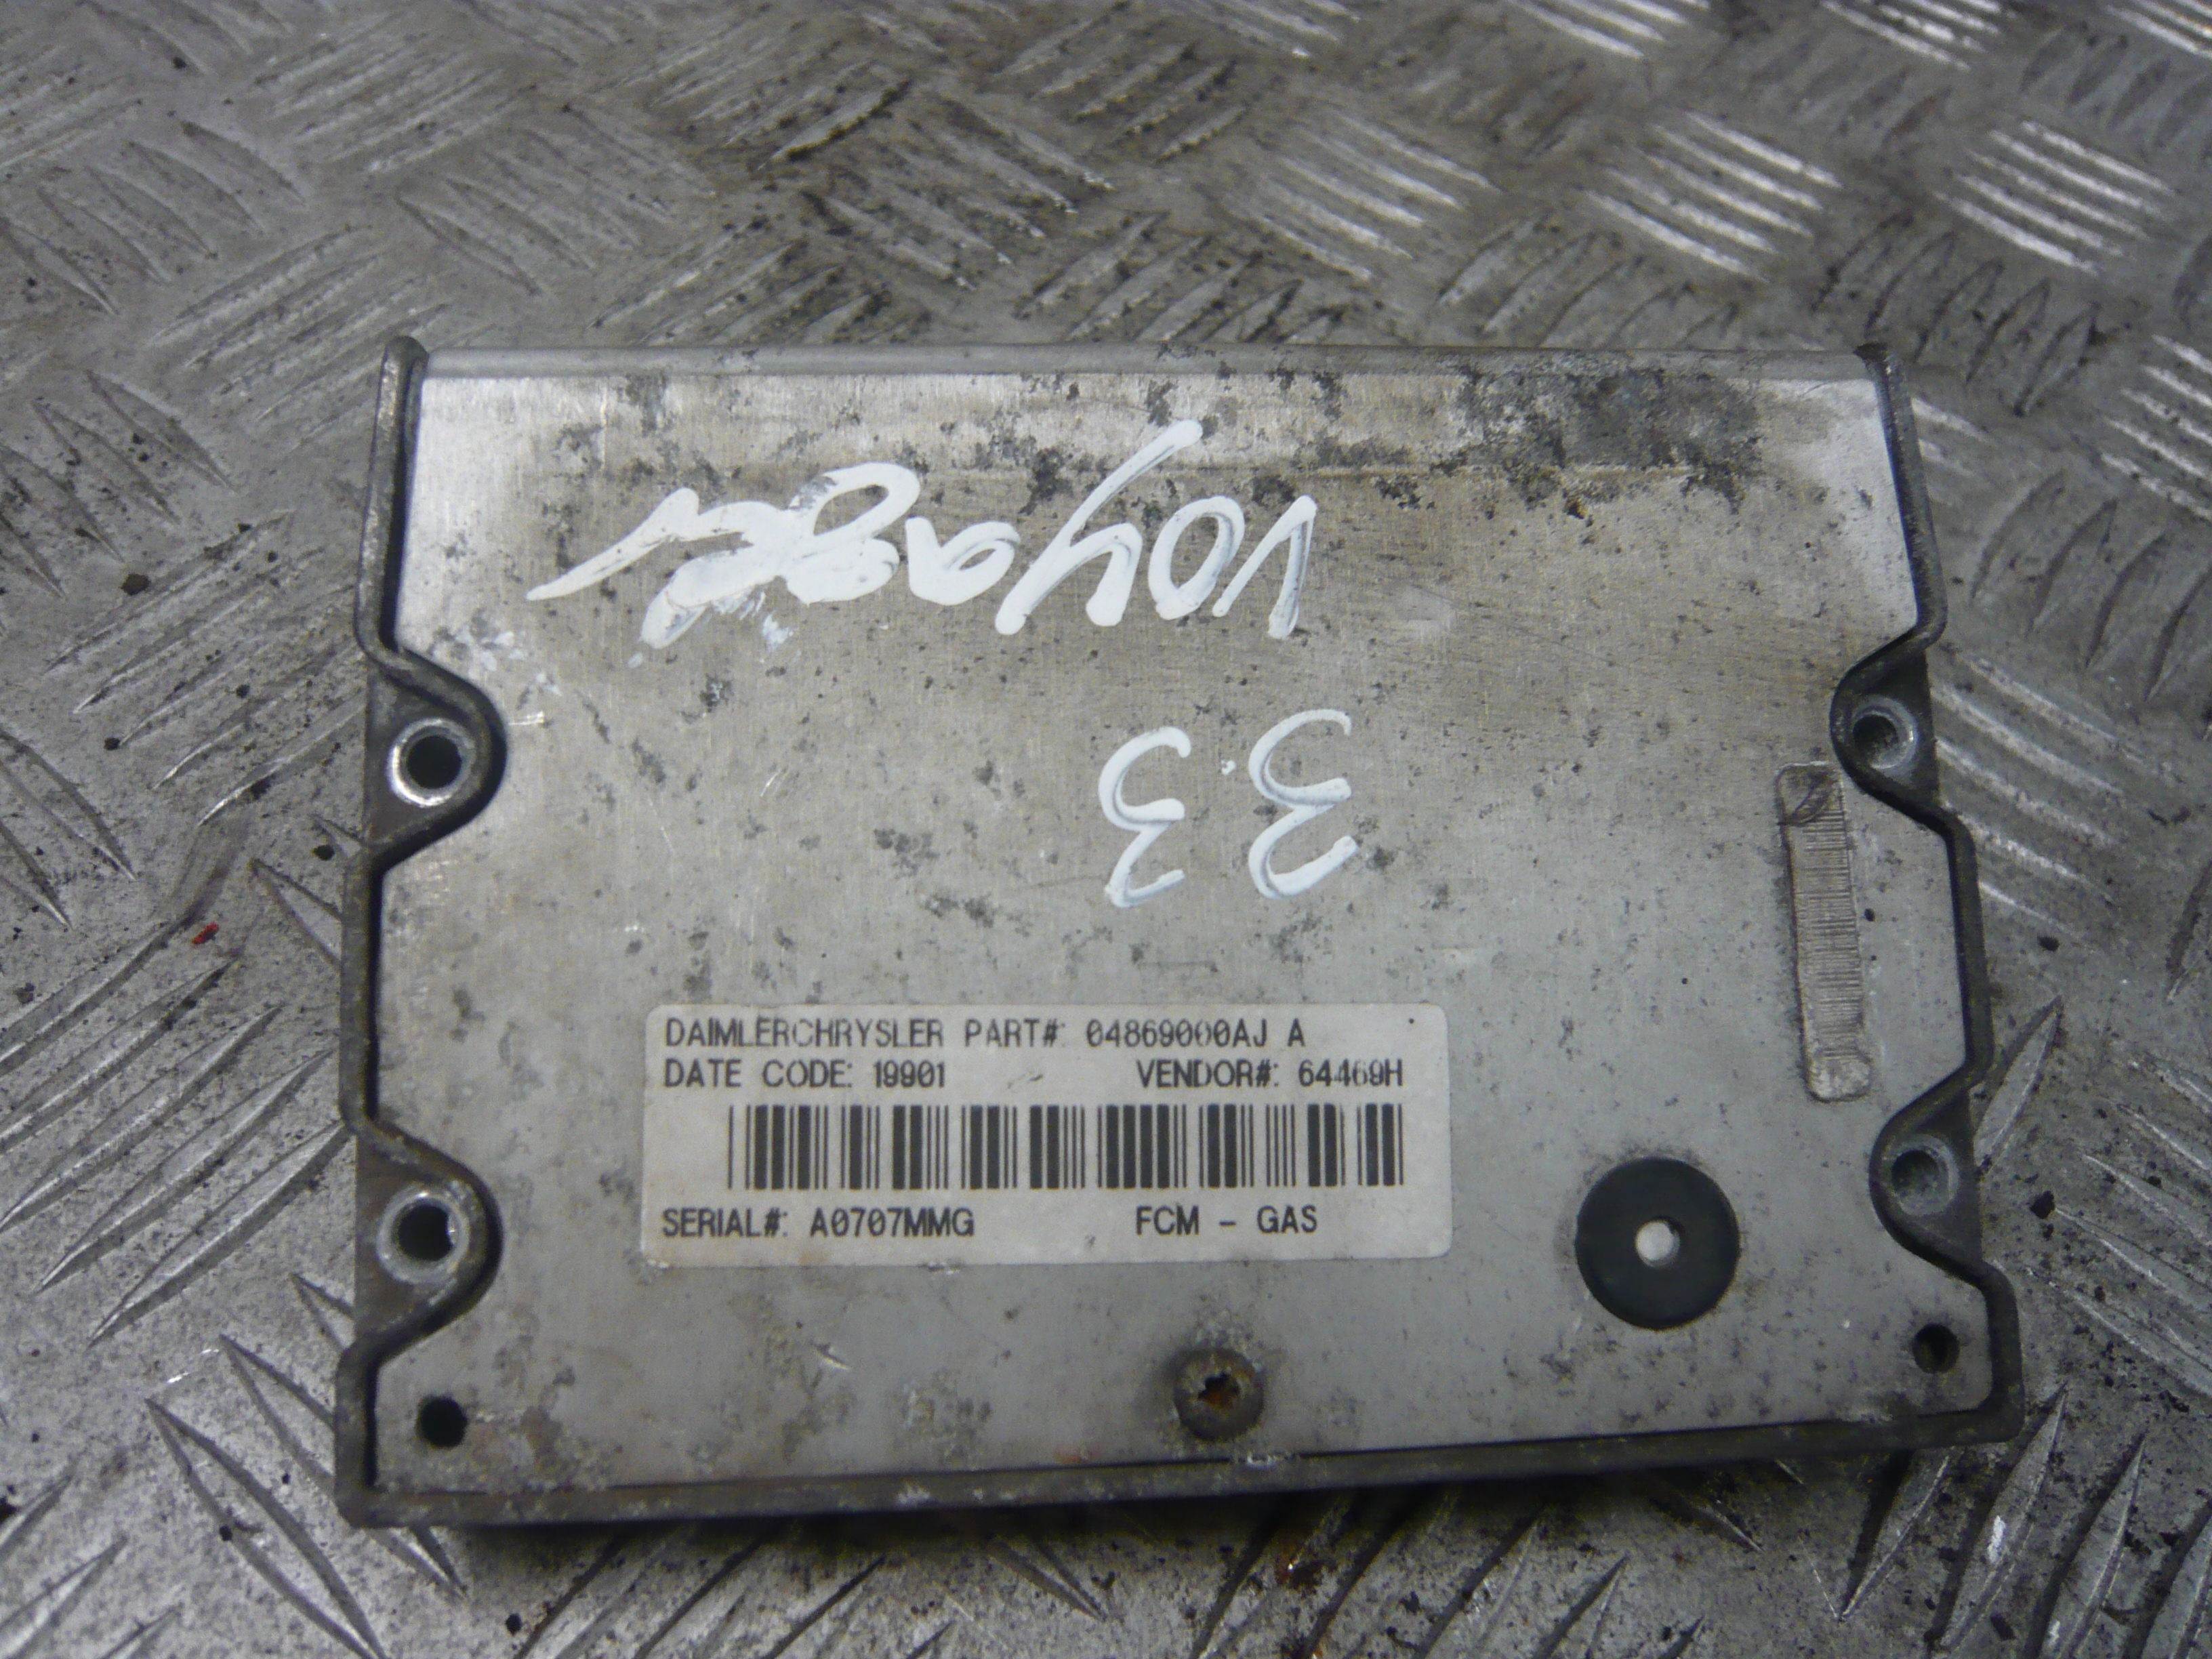 voyager
3.3
DAIMLERCHRYSLER PART#: 04869000AJ A
DATE CODE: 19901 VENDOR#: 64469H
SERIAL#: A0707MMG FCM - GAS